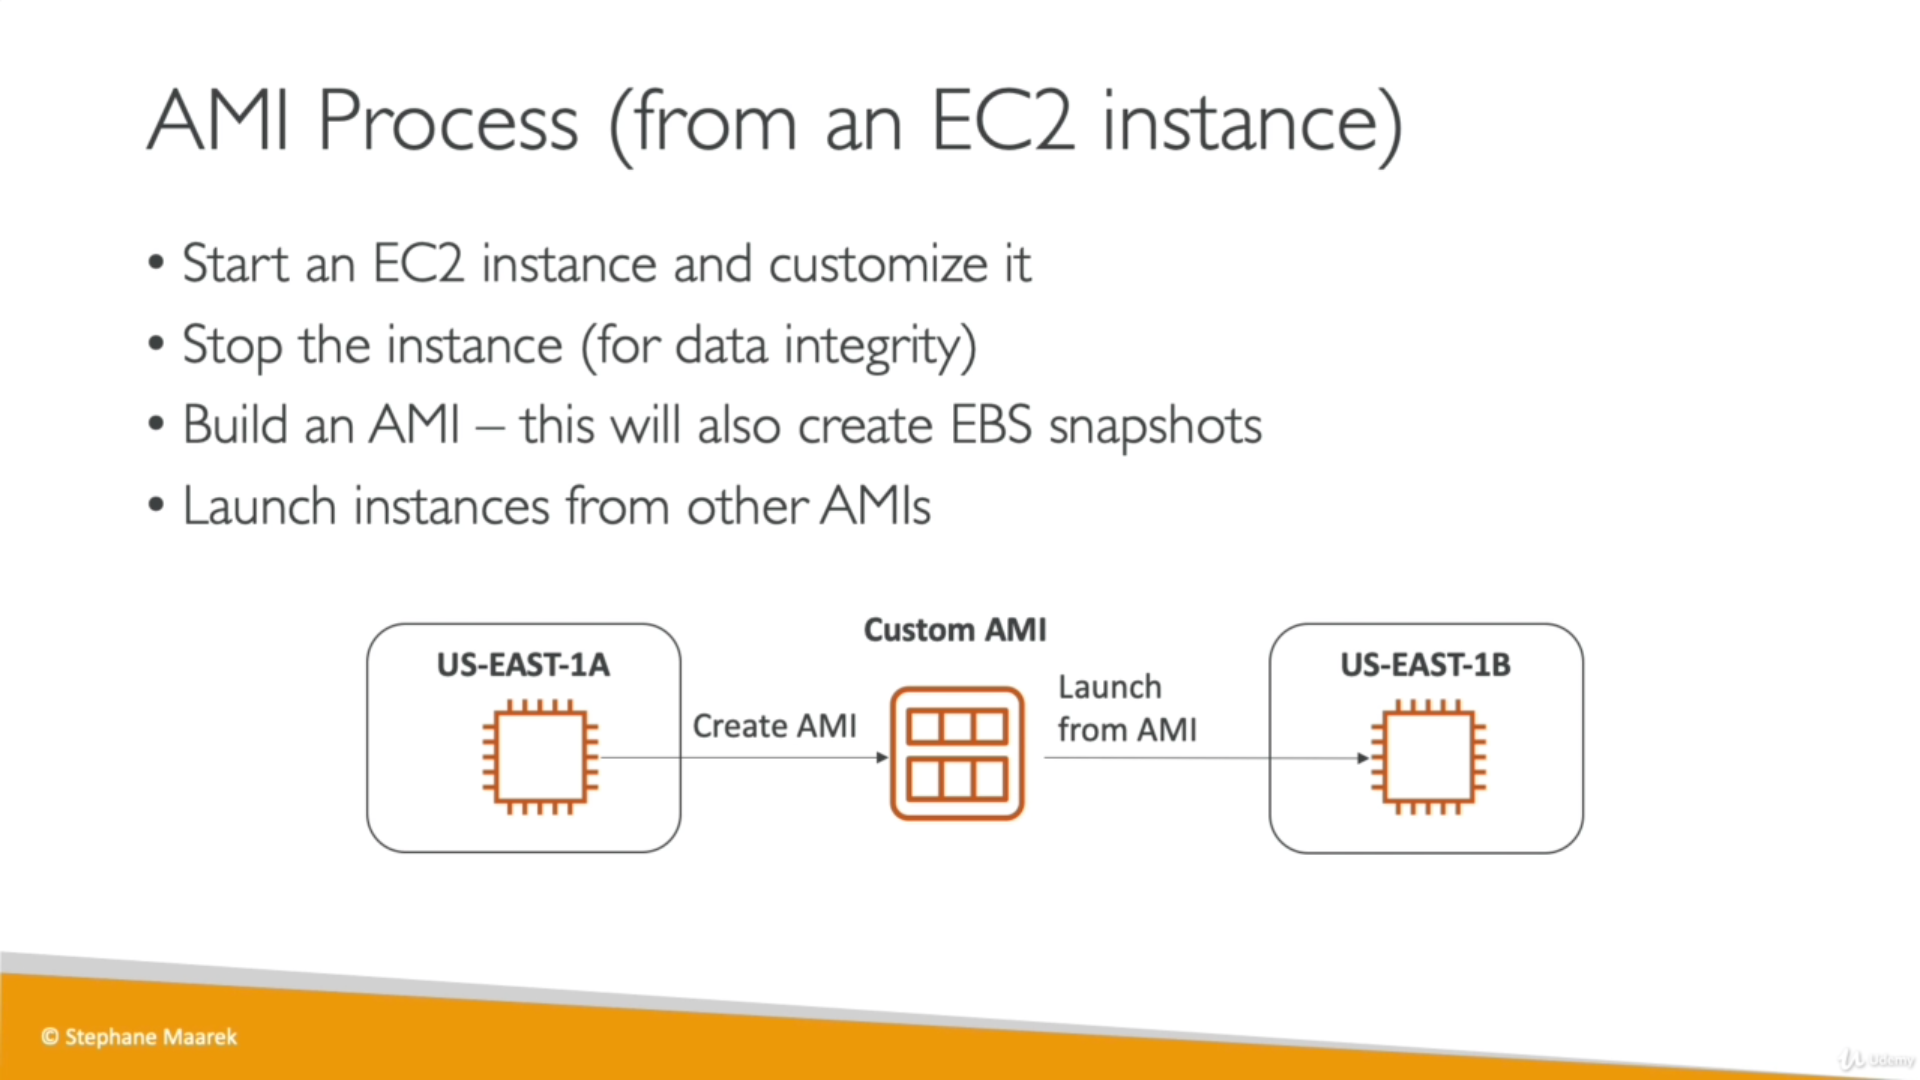 AMI Process (from an EC2 instance)
• Start an EC2 instance and customize it
• Stop the instance (for data integrity)
• Build an AMI – this will also create EBS snapshots
• Launch instances from other AMIs
US-EAST-1A
Create AMI
Custom AMI
Launch
from AMI
US-EAST-1B
© Stephane Maarek
Udemy